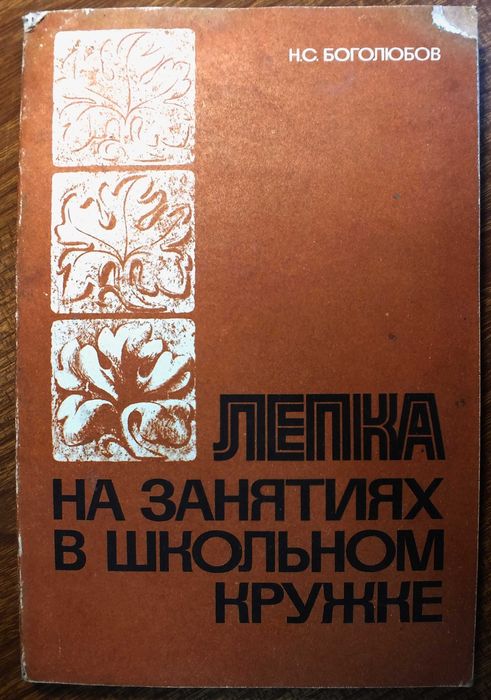 Н.С. БОГОЛЮБОВ
ЛЕПКА
НА ЗАНЯТИЯХ
В ШКОЛЬНОМ
КРУЖКЕ